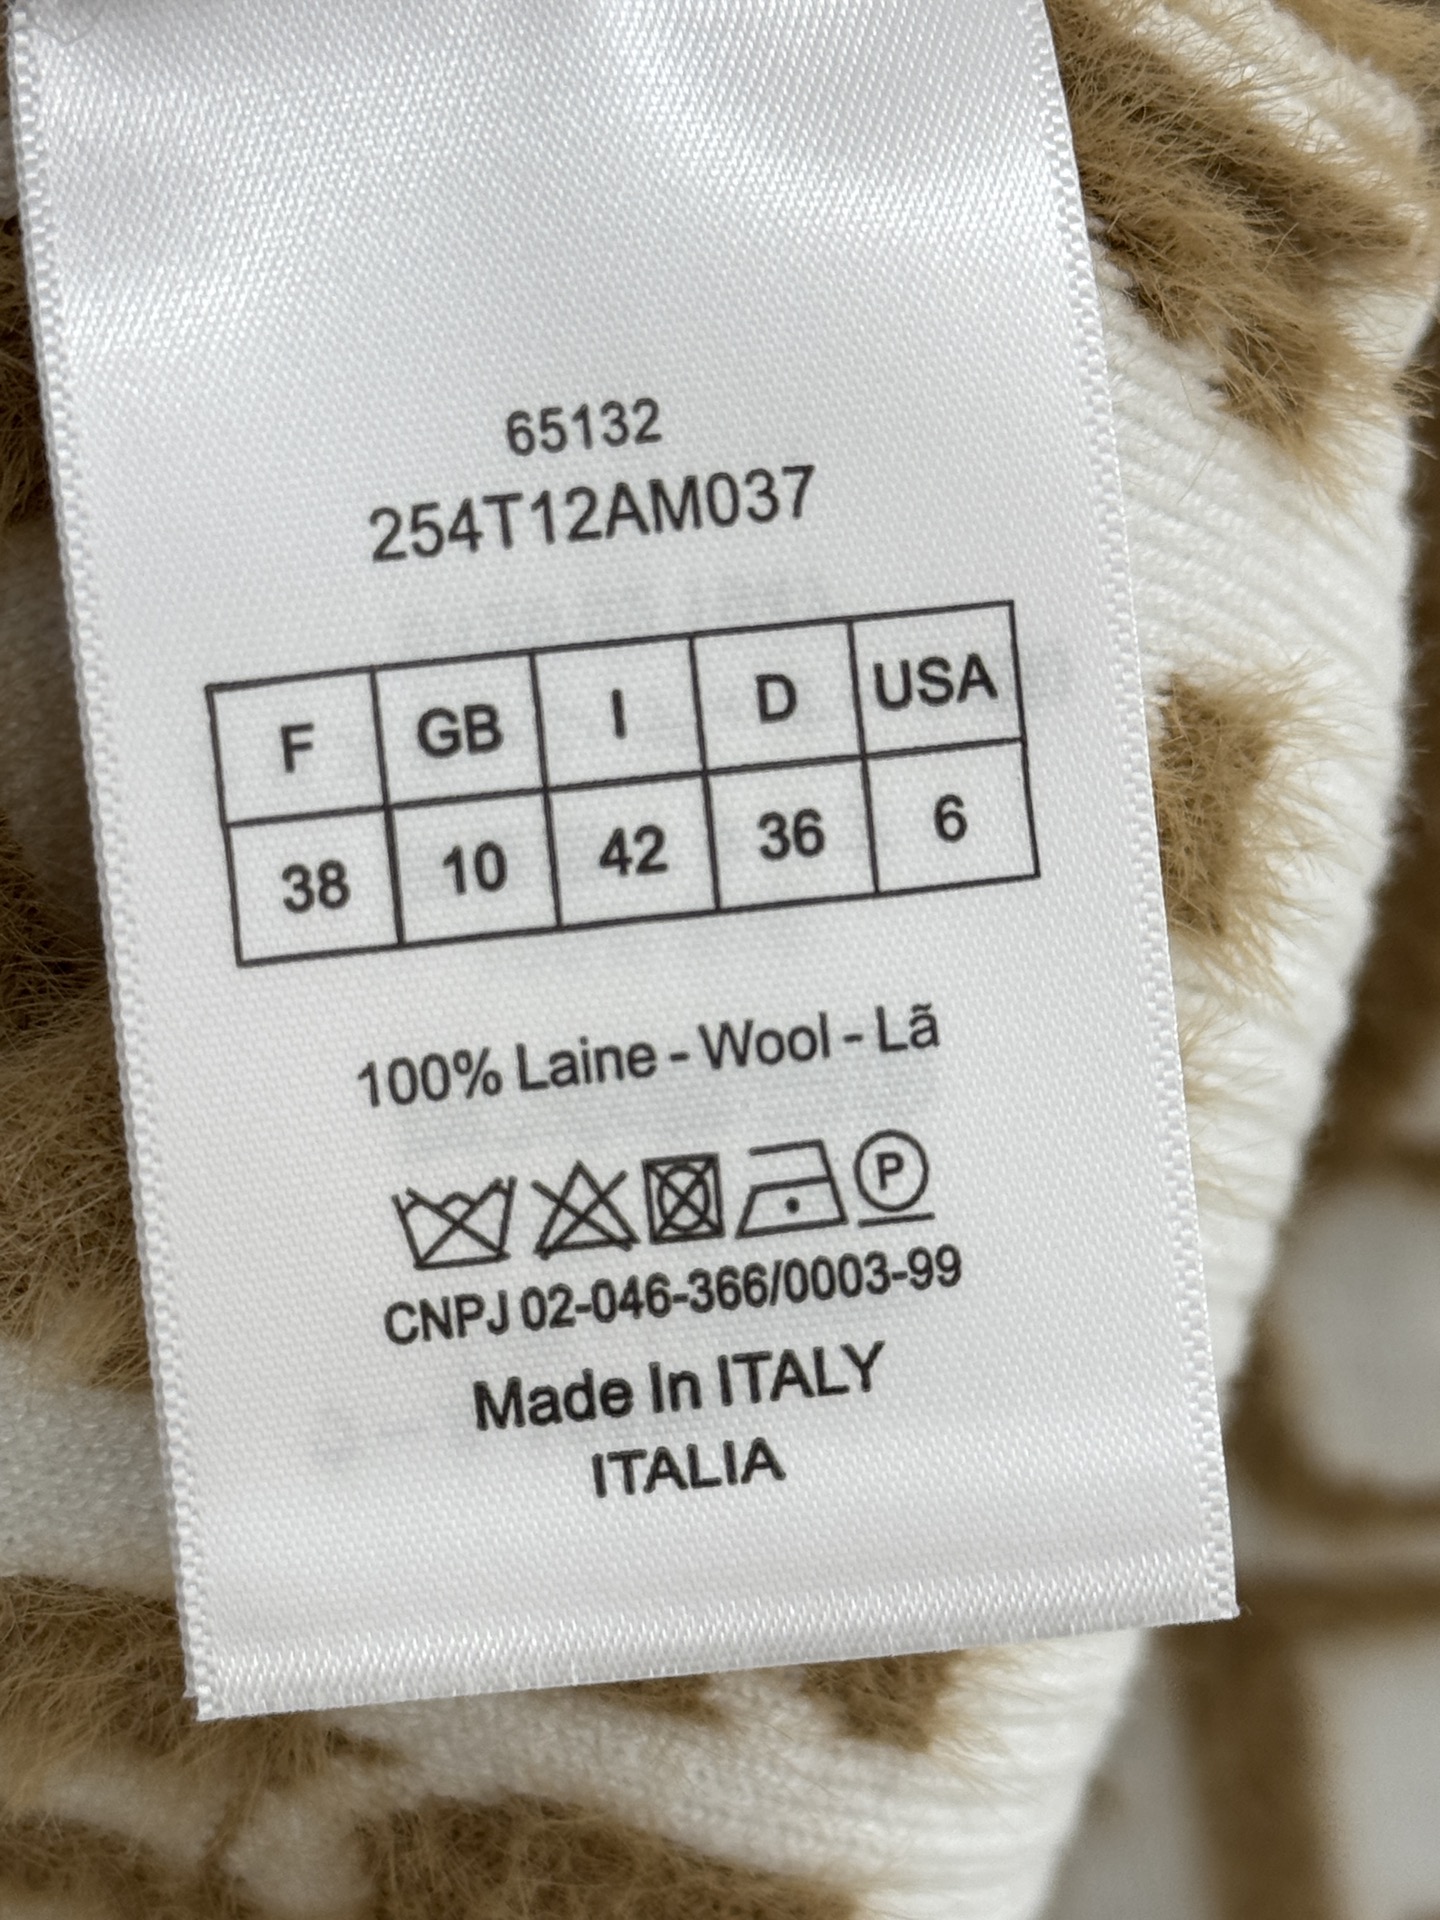 65132
254T12AM037
F GB I D USA
38 10 42 36 6
100% Laine - Wool - Lã
P
CNPJ 02-046-366/0003-99
Made In ITALY
ITALIA